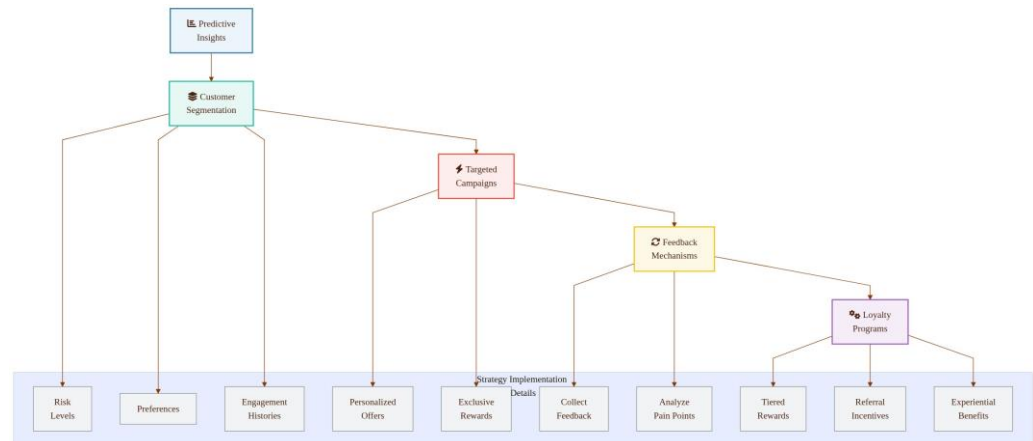 Predictive
Insights
Customer
Segmentation
Targeted
Campaigns
Feedback
Mechanisms
Loyalty
Programs
Strategy Implementation
Details
Risk
Levels
Preferences
Engagement
Histories
Personalized
Offers
Exclusive
Rewards
Collect
Feedback
Analyze
Pain Points
Tiered
Rewards
Referral
Incentives
Experiential
Benefits